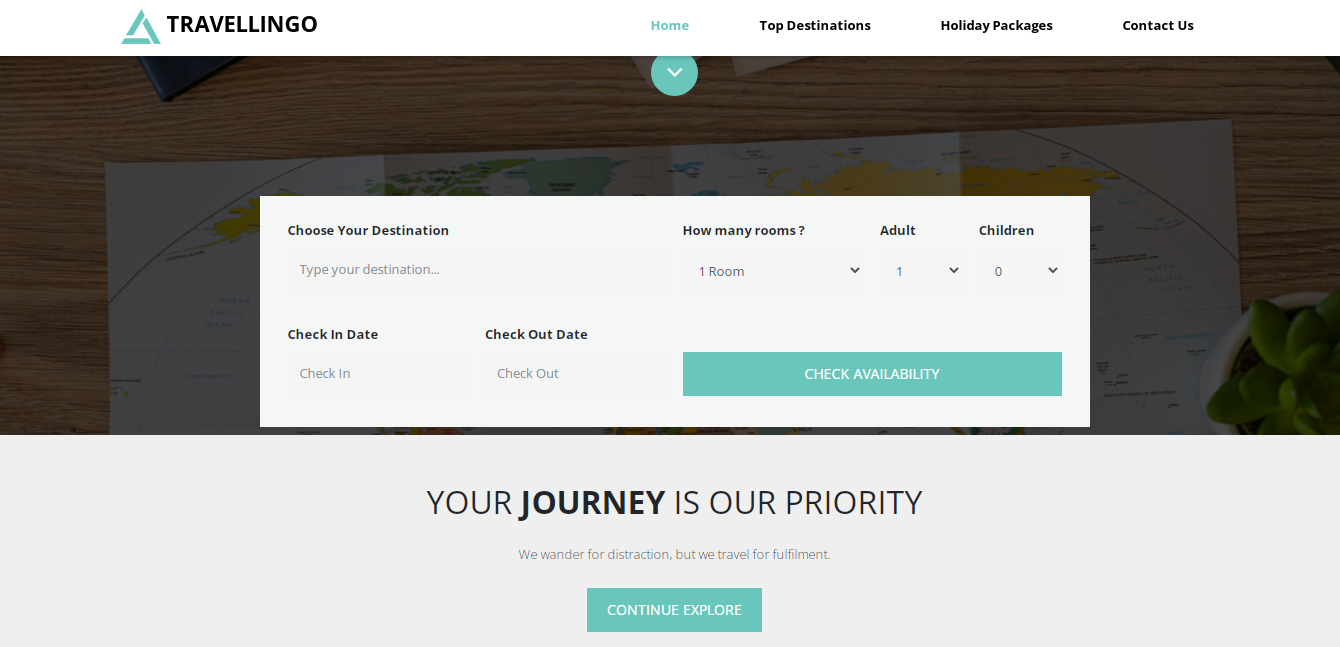 TRAVELLINGO
Home
Top Destinations
Holiday Packages
Contact Us
Choose Your Destination
How many rooms ?
Adult
Children
Type your destination...
1 Room
1
0
Check In Date
Check Out Date
Check In
Check Out
CHECK AVAILABILITY
YOUR JOURNEY IS OUR PRIORITY
We wander for distraction, but we travel for fulfilment.
CONTINUE EXPLORE